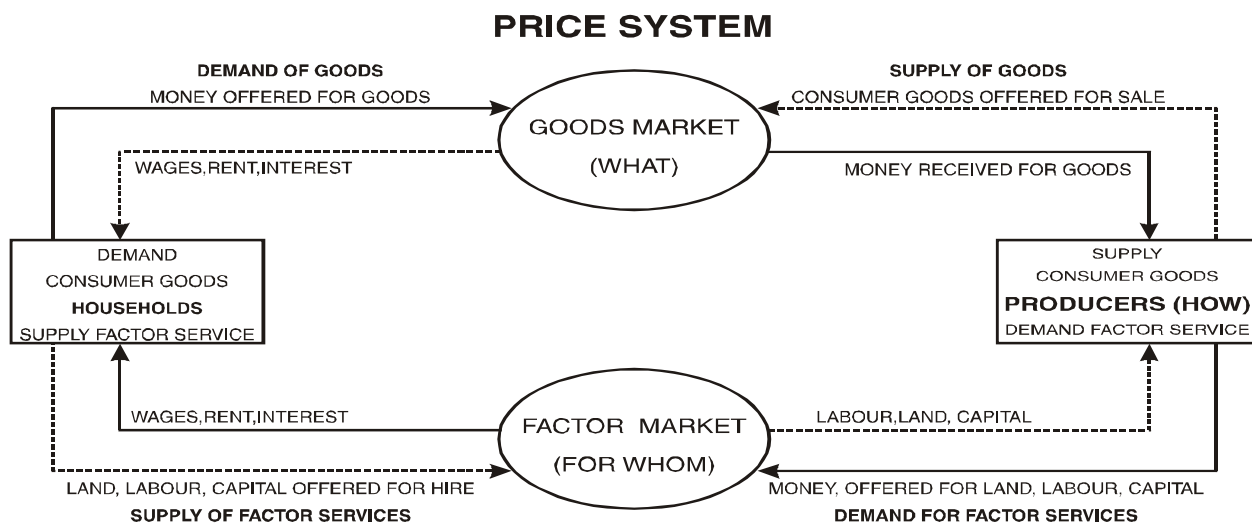 PRICE SYSTEM
DEMAND OF GOODS
MONEY OFFERED FOR GOODS
SUPPLY OF GOODS
CONSUMER GOODS OFFERED FOR SALE
GOODS MARKET
(WHAT)
WAGES,RENT,INTEREST
MONEY RECEIVED FOR GOODS
DEMAND
CONSUMER GOODS
HOUSEHOLDS
SUPPLY FACTOR SERVICE
SUPPLY
CONSUMER GOODS
PRODUCERS (HOW)
DEMAND FACTOR SERVICE
WAGES,RENT,INTEREST
FACTOR MARKET
(FOR WHOM)
LABOUR,LAND, CAPITAL
LAND, LABOUR, CAPITAL OFFERED FOR HIRE
SUPPLY OF FACTOR SERVICES
MONEY, OFFERED FOR LAND, LABOUR, CAPITAL
DEMAND FOR FACTOR SERVICES